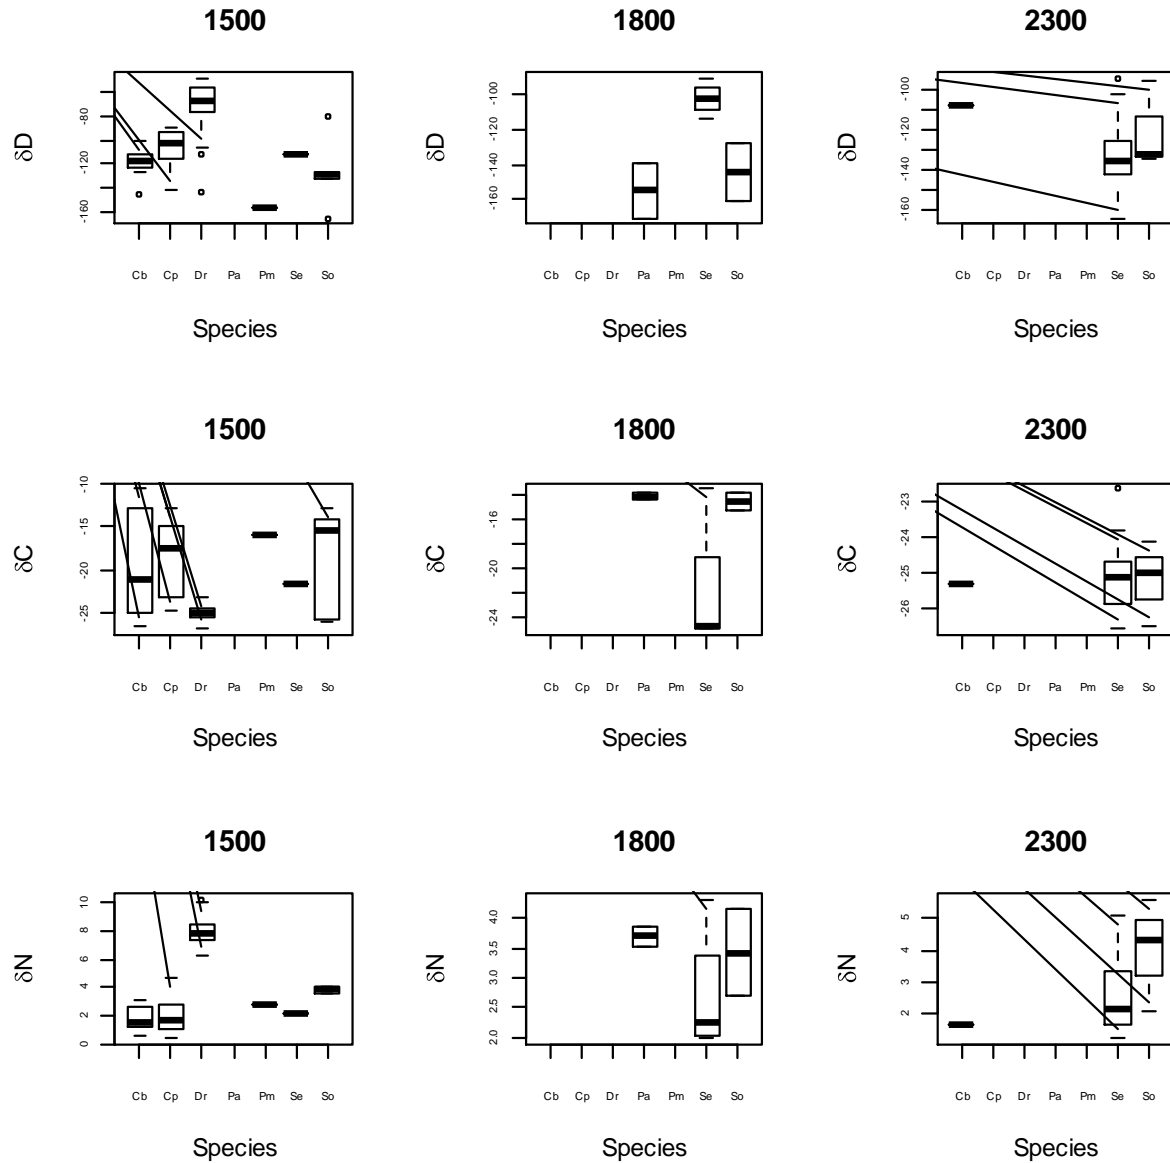 1500 1800 2300
δD δD δD
-80 -120 -160
-100 -120 -140 -160
-100 -120 -140 -160
Cb Cp Dr Pa Pm Se So
Cb Cp Dr Pa Pm Se So
Cb Cp Dr Pa Pm Se So
Species Species Species
1500 1800 2300
δC δC δC
-10 -15 -20 -25
-16 -20 -24
-23 -24 -25 -26
Cb Cp Dr Pa Pm Se So
Cb Cp Dr Pa Pm Se So
Cb Cp Dr Pa Pm Se So
Species Species Species
1500 1800 2300
δN δN δN
10 8 6 4 2 0
4.0 3.5 3.0 2.5 2.0
5 4 3 2
Cb Cp Dr Pa Pm Se So
Cb Cp Dr Pa Pm Se So
Cb Cp Dr Pa Pm Se So
Species Species Species